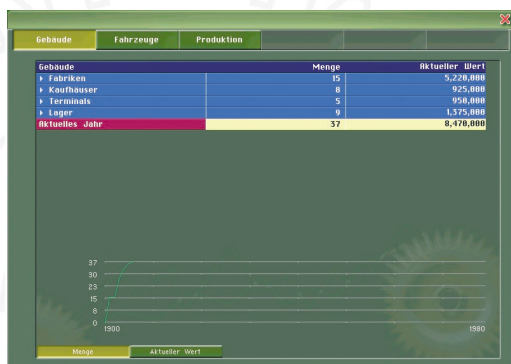 Gebäude Fahrzeuge Produktion
Gebäude Menge Aktueller Wert
Fabriken 15 5,220,000
Kaufhäuser 8 925,000
Terminals 5 950,000
Lager 9 1,375,000
Aktuelles Jahr 37 8,470,000
37
30
23
15
8
0
1900 1980
Menge Aktueller Wert